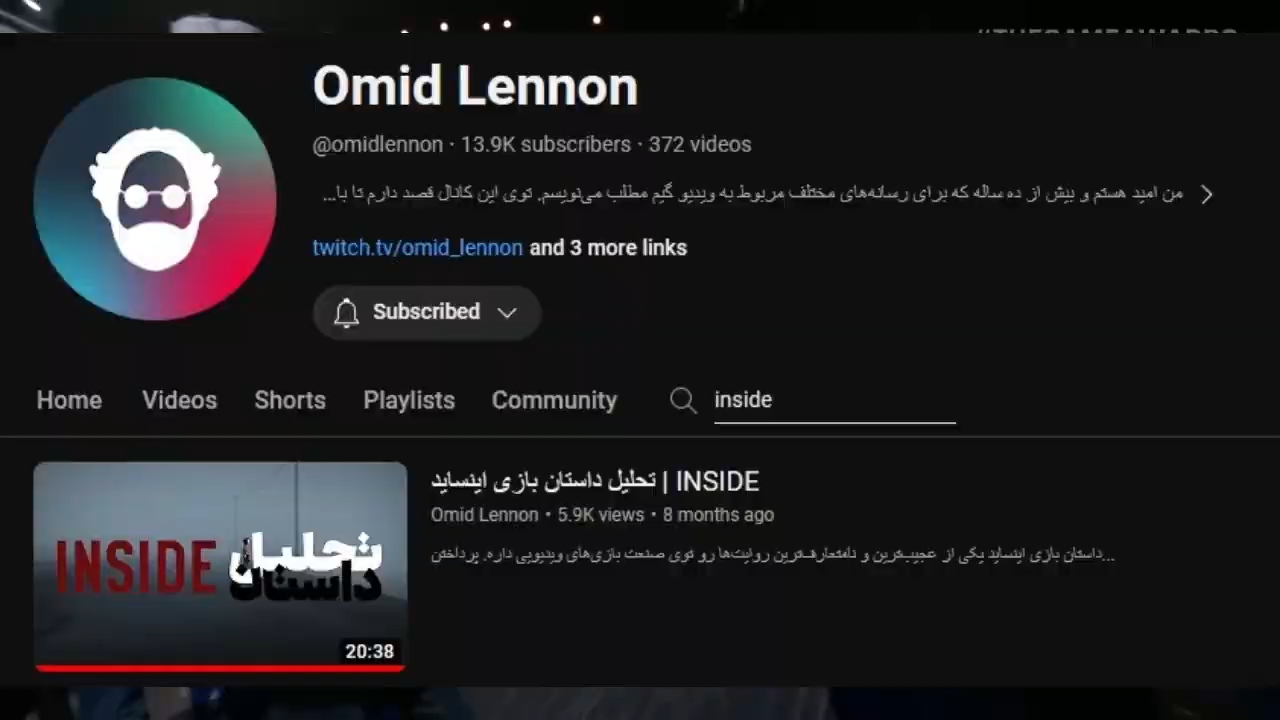 Omid Lennon
@omidlennon · 13.9K subscribers · 372 videos
من امید هستم و بیش از ده ساله که برای رسانه‌های مختلف مربوط به ویدیو گیم مطلب می‌نویسم. توی این کانال قصد دارم تا با...
twitch.tv/omid_lennon and 3 more links
Subscribed
Home Videos Shorts Playlists Community inside
INSIDE | تحلیل داستان بازی اینساید
Omid Lennon • 5.9K views • 8 months ago
...داستان بازی اینساید یکی از عجیب‌ترین و نامتعارف‌ترین روایت‌ها رو توی صنعت بازی‌های ویدیویی داره. پرداختن
INSIDE تحلیل
داستان
20:38